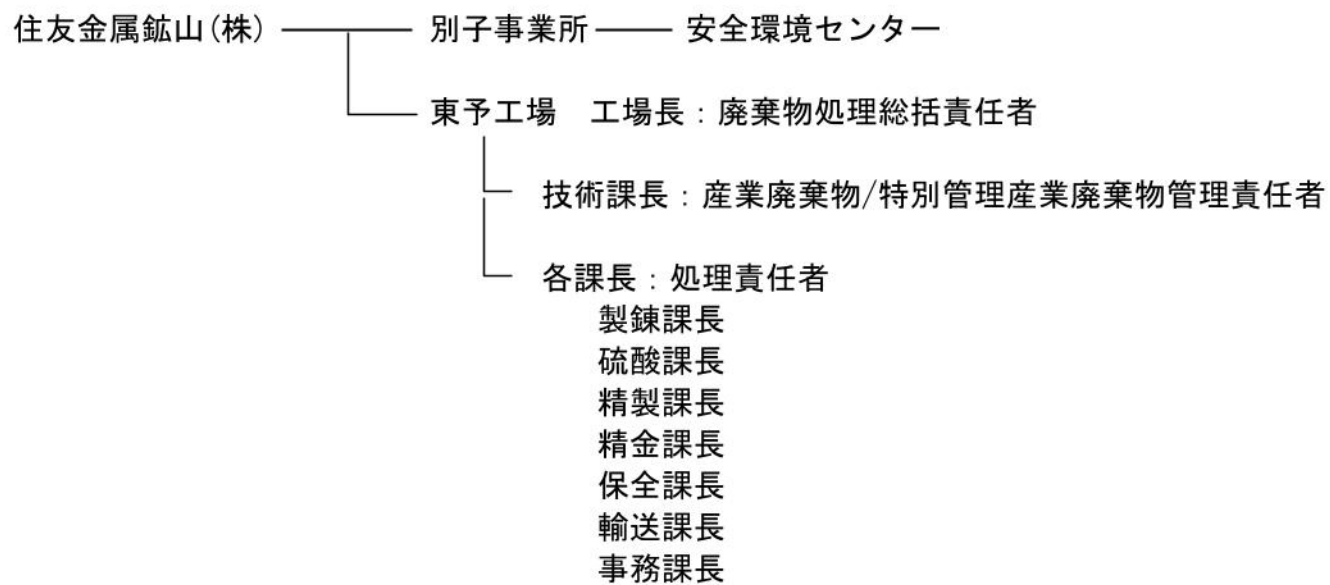 住友金属鉱山(株) 別子事業所 安全環境センター
東予工場 工場長：廃棄物処理総括責任者
技術課長：産業廃棄物/特別管理産業廃棄物管理責任者
各課長：処理責任者
製錬課長
硫酸課長
精製課長
精金課長
保全課長
輸送課長
事務課長